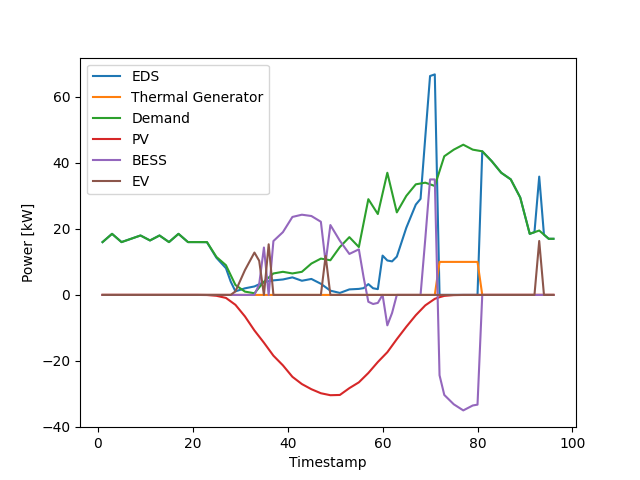 EDS
Thermal Generator
Demand
PV
BESS
EV
Power [kW]
60
40
20
0
−20
−40
0 20 40 60 80 100
Timestamp